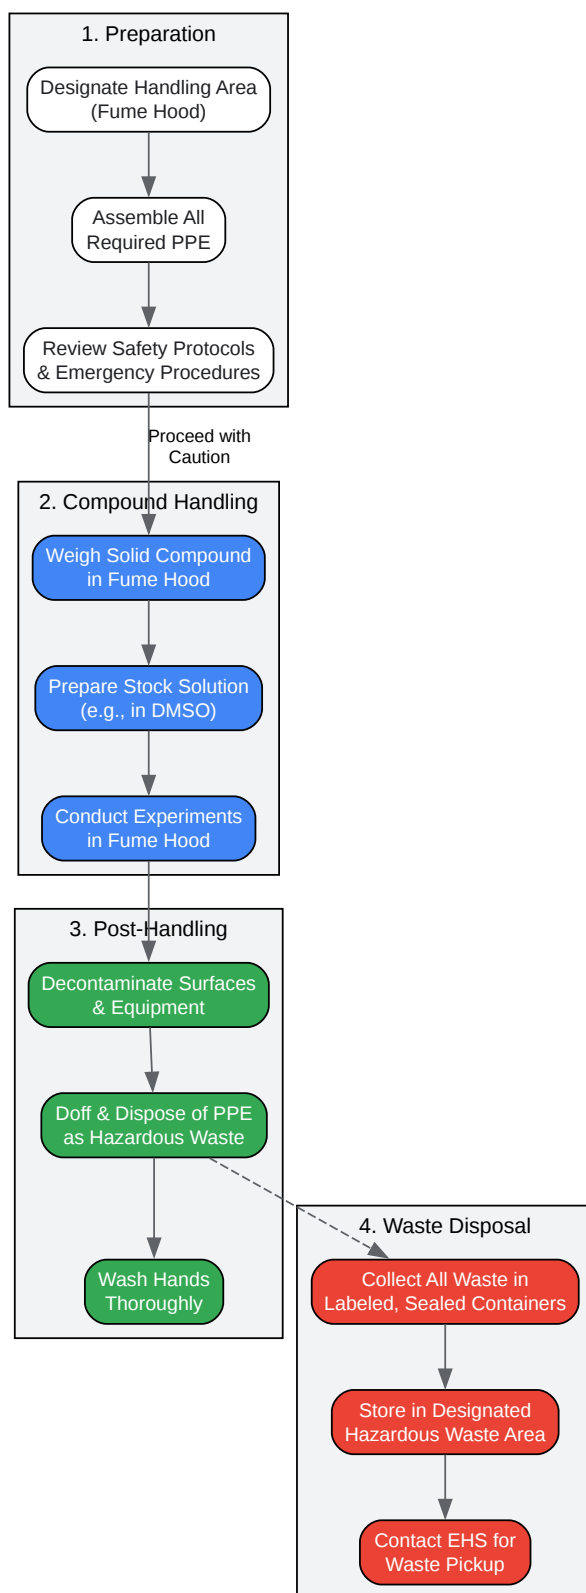 1. Preparation
Designate Handling Area
(Fume Hood)
Assemble All
Required PPE
Review Safety Protocols
& Emergency Procedures
Proceed with
Caution
2. Compound Handling
Weigh Solid Compound
in Fume Hood
Prepare Stock Solution
(e.g., in DMSO)
Conduct Experiments
in Fume Hood
3. Post-Handling
Decontaminate Surfaces
& Equipment
Doff & Dispose of PPE
as Hazardous Waste
Wash Hands
Thoroughly
4. Waste Disposal
Collect All Waste in
Labeled, Sealed Containers
Store in Designated
Hazardous Waste Area
Contact EHS for
Waste Pickup